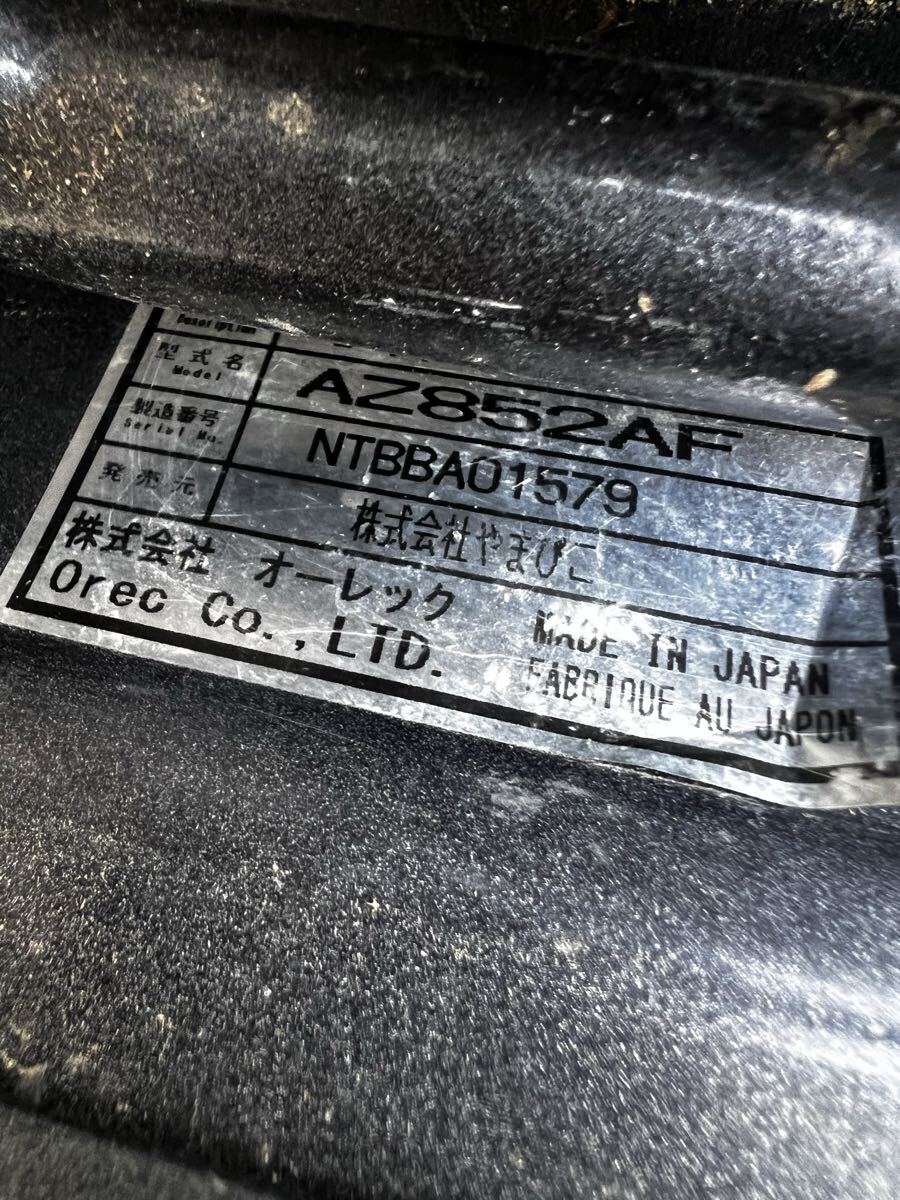 Description
型式名 AZ852AF
Model
製造番号 NTBBA01579
Serial No.
発売元 株式会社やまびこ
株式会社 オーレック
Orec Co.,LTD.
MADE IN JAPAN
FABRIQUE AU JAPON